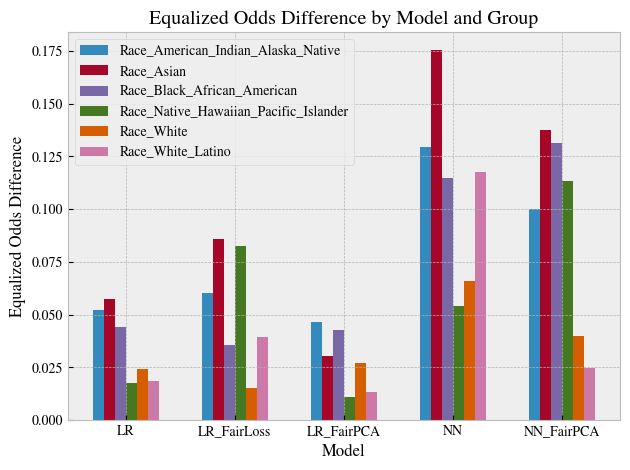 Equalized Odds Difference by Model and Group
Race_American_Indian_Alaska_Native
Race_Asian
Race_Black_African_American
Race_Native_Hawaiian_Pacific_Islander
Race_White
Race_White_Latino
Equalized Odds Difference
0.175
0.150
0.125
0.100
0.075
0.050
0.025
0.000
LR LR_FairLoss LR_FairPCA NN NN_FairPCA
Model